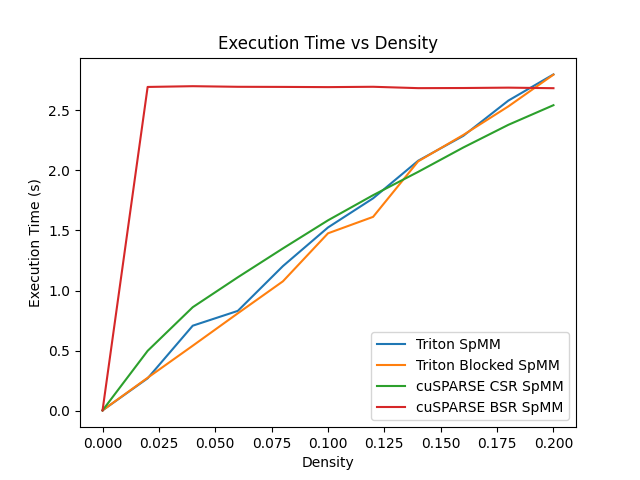 Execution Time vs Density
Execution Time (s)
2.5
2.0
1.5
1.0
0.5
0.0
Triton SpMM
Triton Blocked SpMM
cuSPARSE CSR SpMM
cuSPARSE BSR SpMM
0.000 0.025 0.050 0.075 0.100 0.125 0.150 0.175 0.200
Density